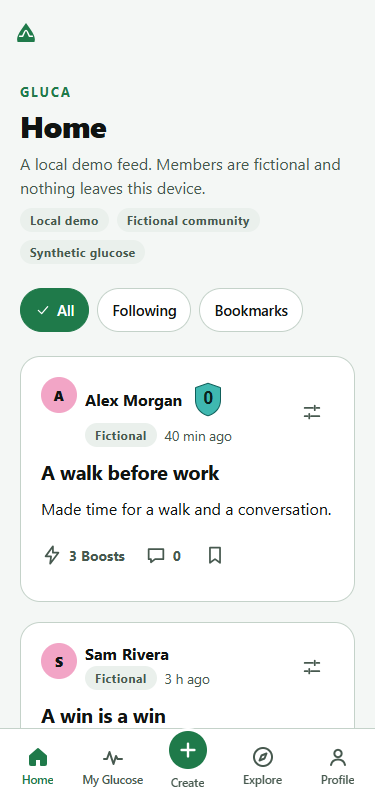 GLUCA
Home
A local demo feed. Members are fictional and
nothing leaves this device.
Local demo
Fictional community
Synthetic glucose
All
Following
Bookmarks
A
Alex Morgan
0
Fictional
40 min ago
A walk before work
Made time for a walk and a conversation.
3 Boosts
0
S
Sam Rivera
Fictional
3 h ago
A win is a win
Home
My Glucose
Create
Explore
Profile